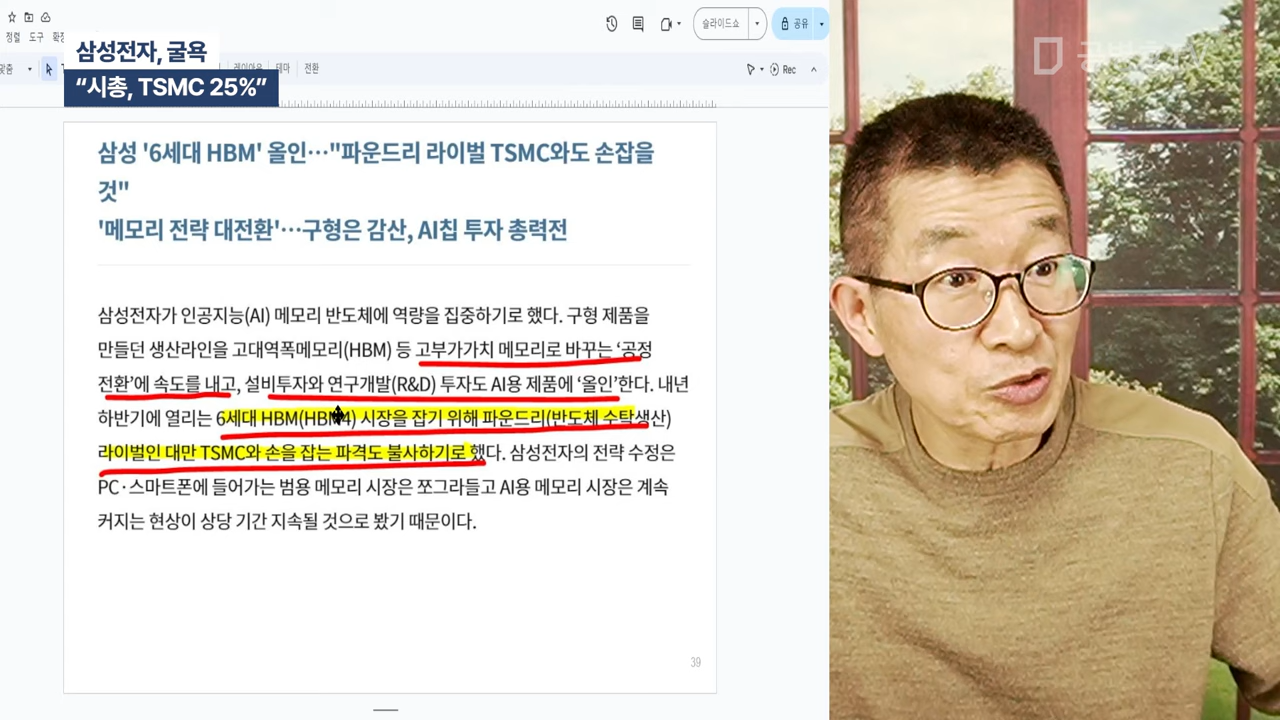 삼성전자, 굴욕
“시총, TSMC 25%”
정렬 도구
슬라이드쇼
공유
맞춤
테마 전환
Rec
삼성 '6세대 HBM' 올인…"파운드리 라이벌 TSMC와도 손잡을
것"
'메모리 전략 대전환'…구형은 감산, AI칩 투자 총력전
삼성전자가 인공지능(AI) 메모리 반도체에 역량을 집중하기로 했다. 구형 제품을
만들던 생산라인을 고대역폭메모리(HBM) 등 고부가가치 메모리로 바꾸는 ‘공정
전환’에 속도를 내고, 설비투자와 연구개발(R&D) 투자도 AI용 제품에 ‘올인’한다. 내년
하반기에 열리는 6세대 HBM(HBM4) 시장을 잡기 위해 파운드리(반도체 수탁생산)
라이벌인 대만 TSMC와 손을 잡는 파격도 불사하기로 했다. 삼성전자의 전략 수정은
PC·스마트폰에 들어가는 범용 메모리 시장은 쪼그라들고 AI용 메모리 시장은 계속
커지는 현상이 상당 기간 지속될 것으로 봤기 때문이다.
39
공병호TV